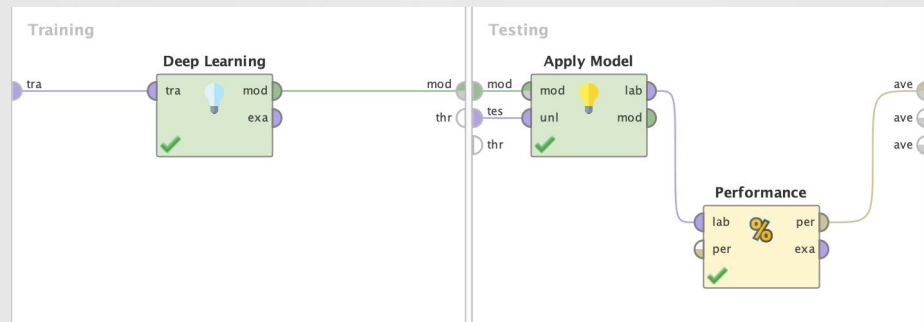 Training
Deep Learning
tra
tra
mod
exa
mod
thr
Testing
Apply Model
mod
tes
thr
mod
unl
lab
mod
Performance
lab
per
%
per
exa
ave
ave
ave